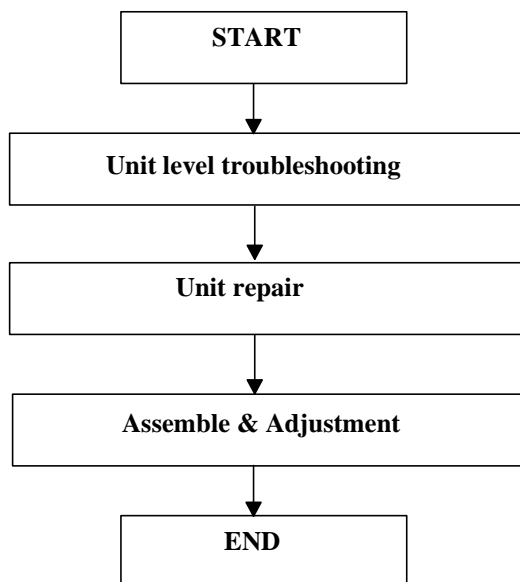 START
Unit level troubleshooting
Unit repair
Assemble & Adjustment
END